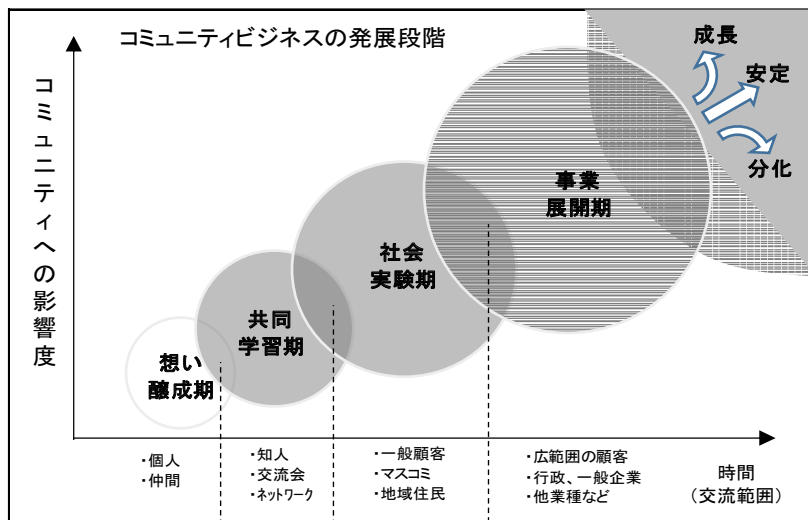 コミュニティビジネスの発展段階
コミュニティへの影響度
成長
安定
分化
事業
展開期
社会
実験期
共同
学習期
想い
醸成期
・個人
・仲間
・知人
・交流会
・ネットワーク
・一般顧客
・マスコミ
・地域住民
・広範囲の顧客
・行政、一般企業
・他業種など
時間
（交流範囲）